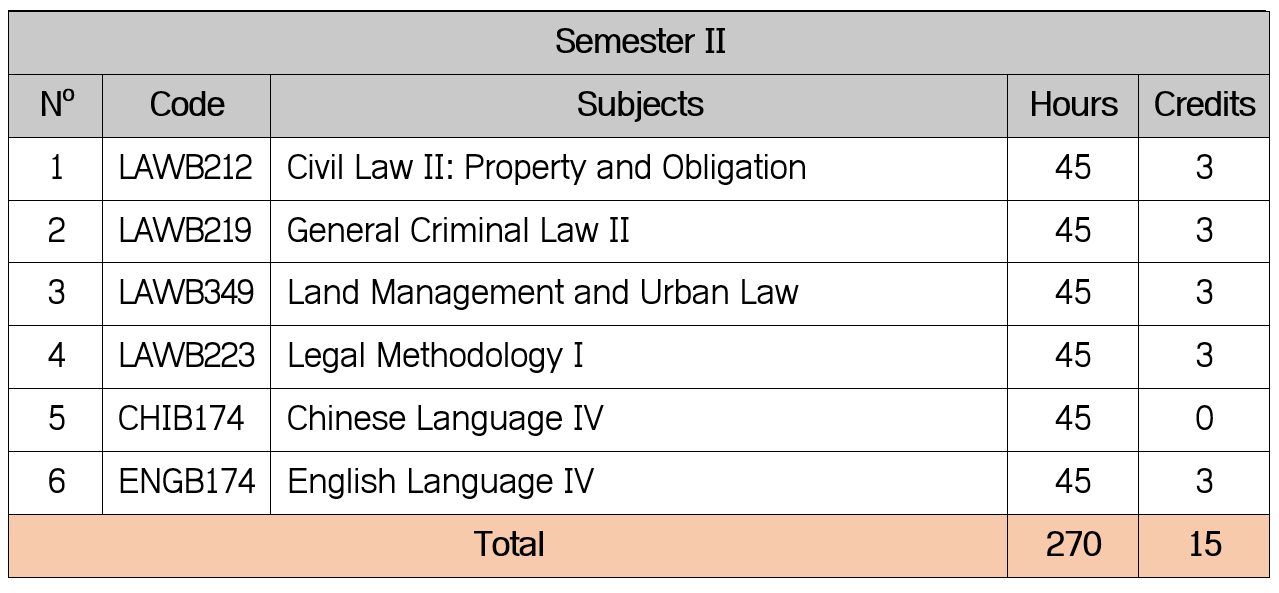 Semester II
Nº Code Subjects Hours Credits
1 LAWB212 Civil Law II: Property and Obligation 45 3
2 LAWB219 General Criminal Law II 45 3
3 LAWB349 Land Management and Urban Law 45 3
4 LAWB223 Legal Methodology I 45 3
5 CHIB174 Chinese Language IV 45 0
6 ENGB174 English Language IV 45 3
Total 270 15